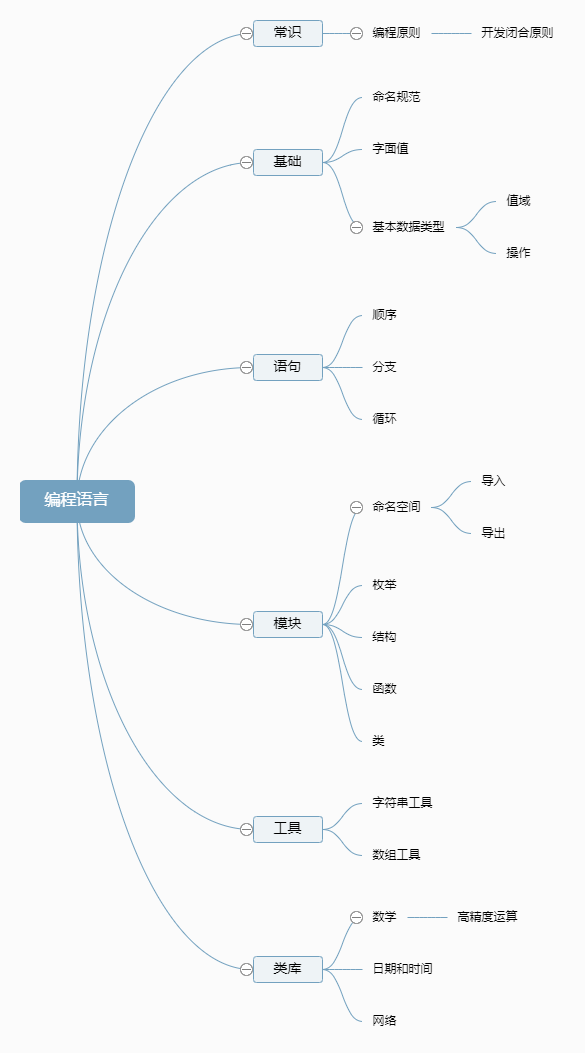 编程语言
常识
编程原则
开发闭合原则
基础
命名规范
字面值
基本数据类型
值域
操作
语句
顺序
分支
循环
模块
命名空间
导入
导出
枚举
结构
函数
类
工具
字符串工具
数组工具
类库
数学
高精度运算
日期和时间
网络